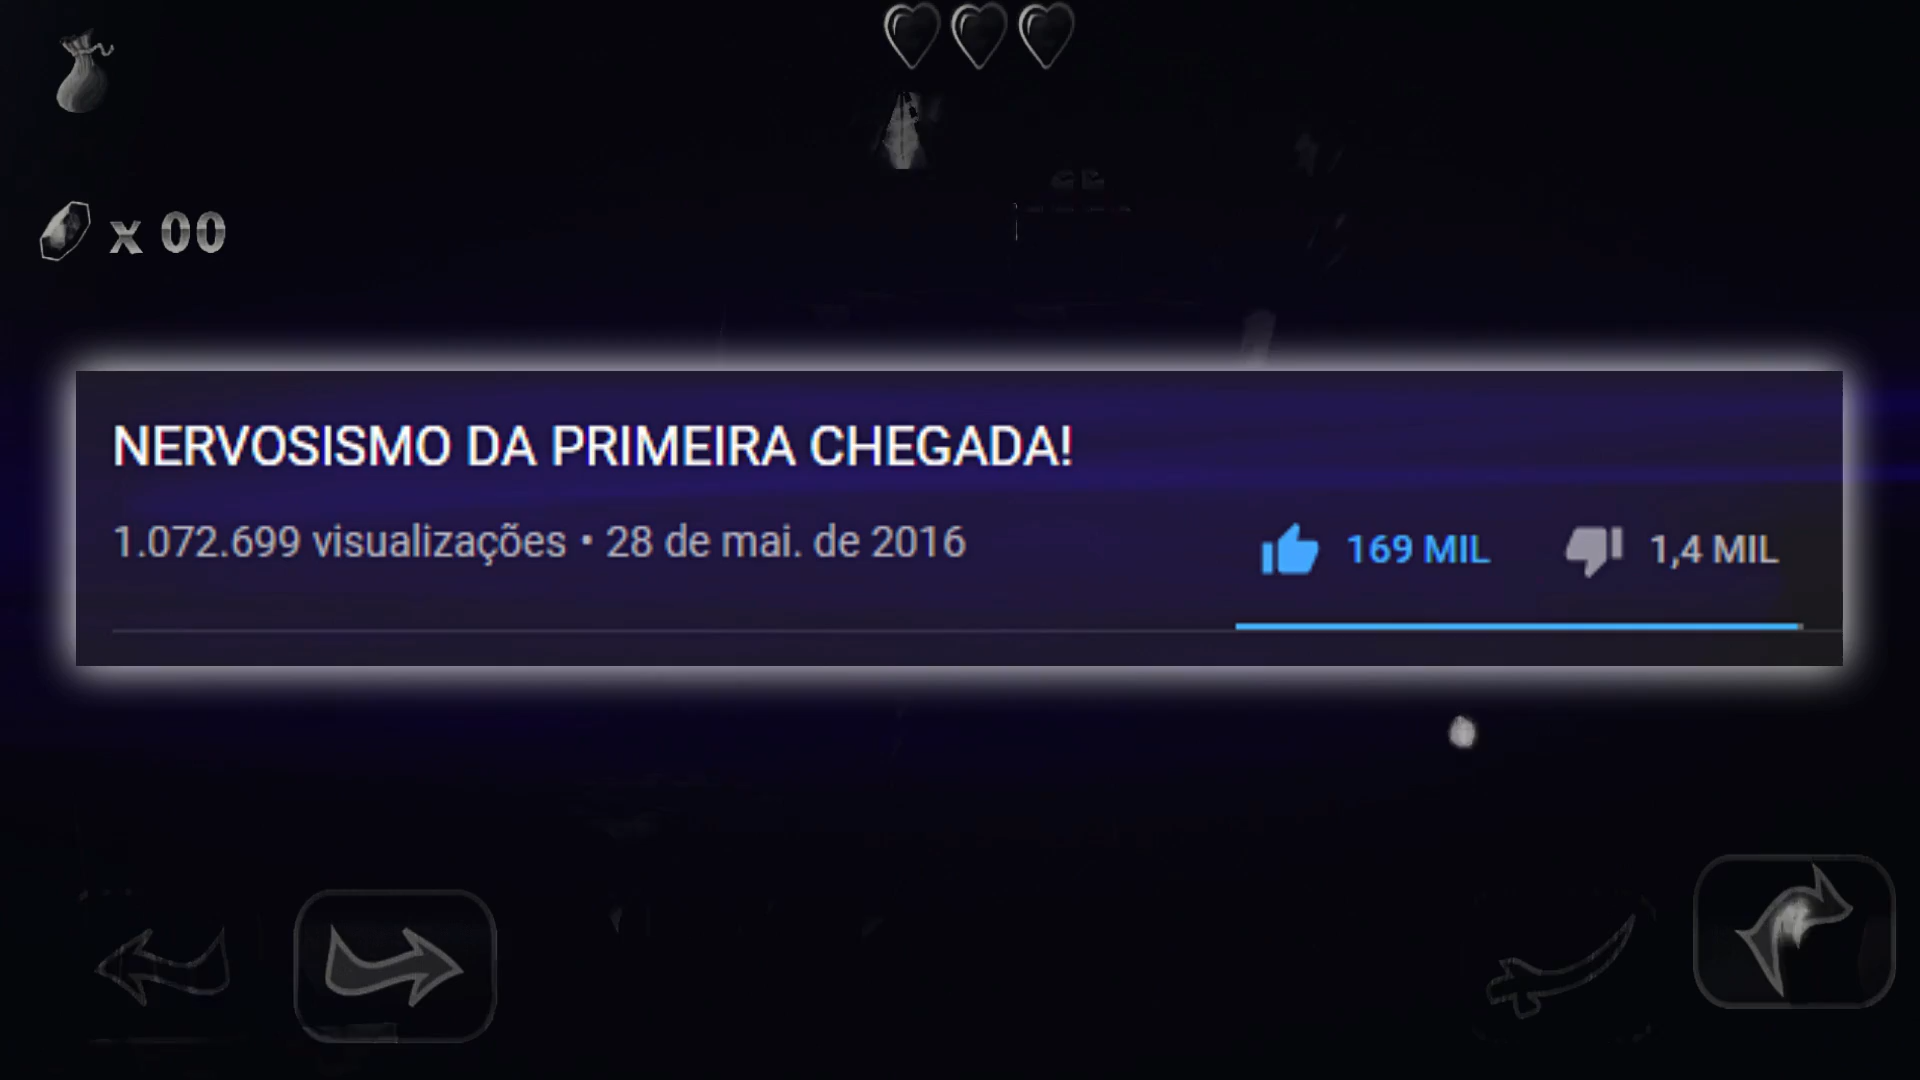 x 00
NERVOSISMO DA PRIMEIRA CHEGADA!
1.072.699 visualizações • 28 de mai. de 2016
169 MIL 1,4 MIL